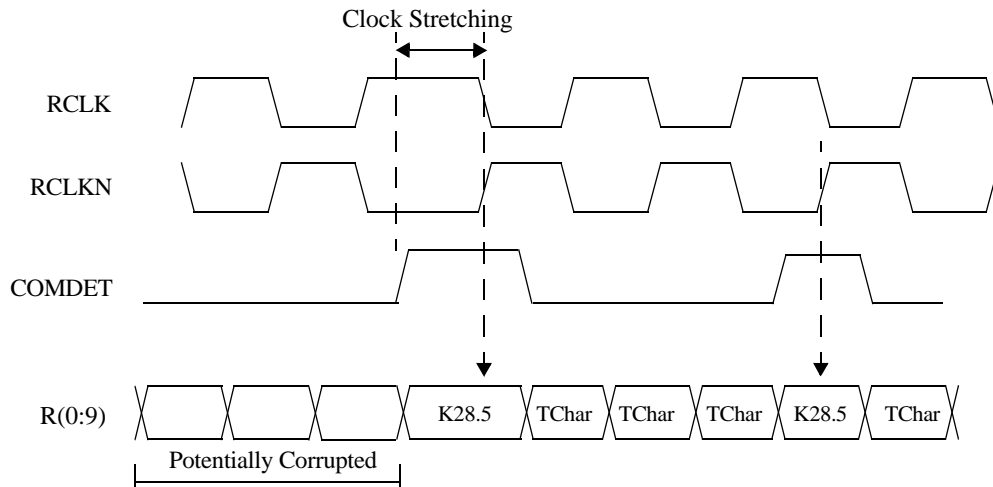 Clock Stretching
RCLK
RCLKN
COMDET
R(0:9) K28.5 TChar TChar TChar K28.5 TChar
Potentially Corrupted